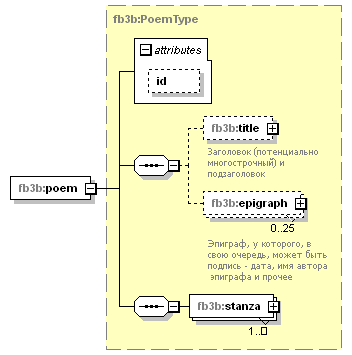 fb3b:PoemType
attributes
id
fb3b:title
Заголовок (потенциально
многострочный) и
подзаголовок
fb3b:poem
fb3b:epigraph
0..25
Эпиграф, у которого, в
свою очередь, может быть
подпись - дата, имя автора
эпиграфа и прочее
fb3b:stanza
1..